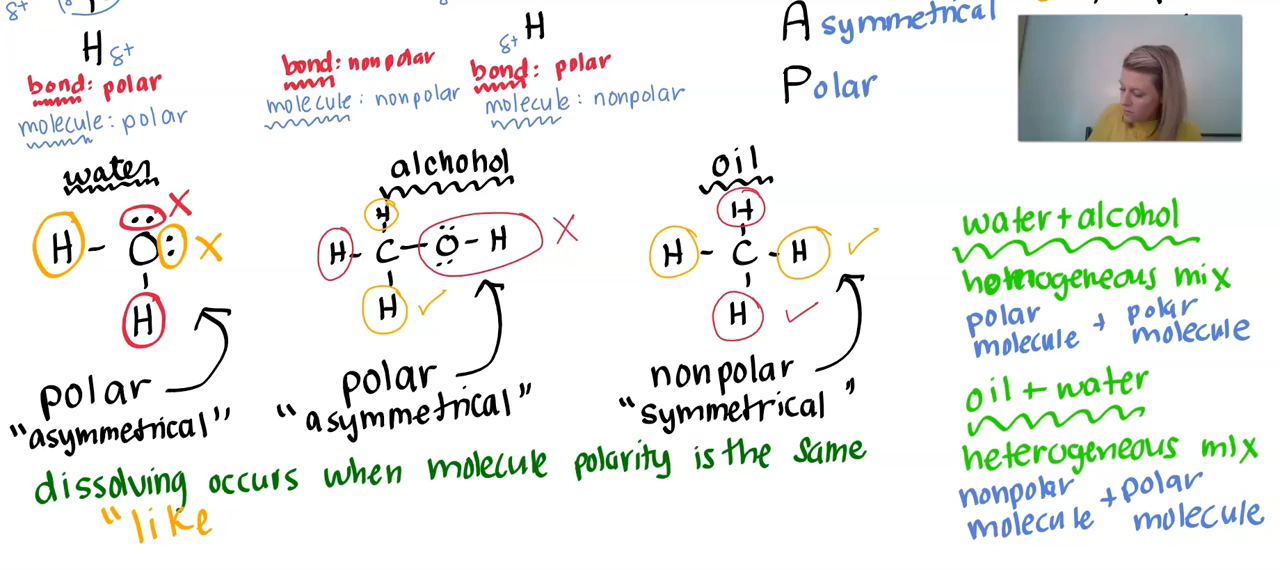 δ+
H δ+
bond: polar
molecule: polar
bond: nonpolar
molecule: nonpolar
δ+ H
bond: polar
molecule: nonpolar
Asymmetrical
Polar
water
H - O :
H
X
X
polar
"asymmetrical"
alchohol
H
H - C - O - H
H
X
polar
"asymmetrical"
oil
H
H - C - H
H
nonpolar
"symmetrical"
water + alcohol
homogeneous mix
polar molecule + polar molecule
oil + water
heterogeneous mix
nonpolar molecule + polar molecule
dissolving occurs when molecule polarity is the same
"like